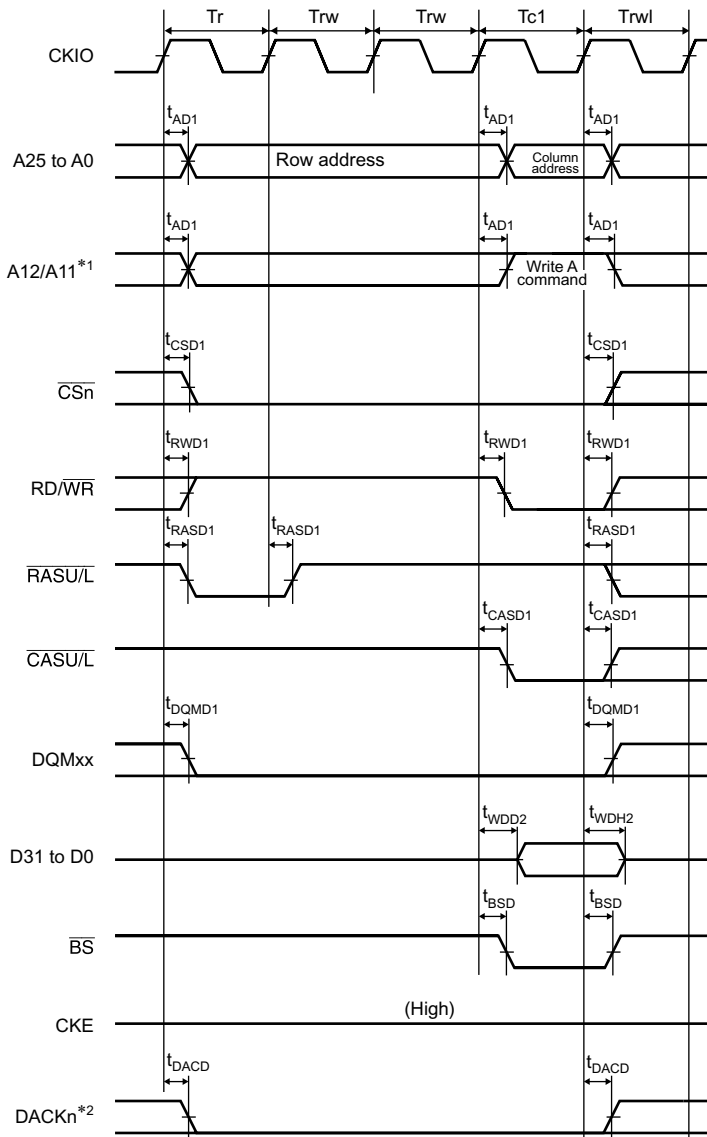 Tr Trw Trw Tc1 Trwl
CKIO
tAD1 tAD1 tAD1
A25 to A0 Row address Column address
tAD1 tAD1 tAD1
A12/A11*1 Write A command
tCSD1 tCSD1
CSn
tRWD1 tRWD1 tRWD1
RD/WR
tRASD1 tRASD1 tRASD1
RASU/L
tCASD1 tCASD1
CASU/L
tDQMD1 tDQMD1
DQMxx
tWDD2 tWDH2
D31 to D0
tBSD tBSD
BS
(High)
CKE
tDACD tDACD
DACKn*2